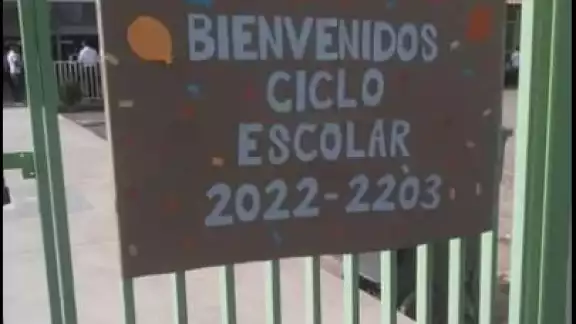 BIENVENIDOS
CICLO
ESCOLAR
2022-2203